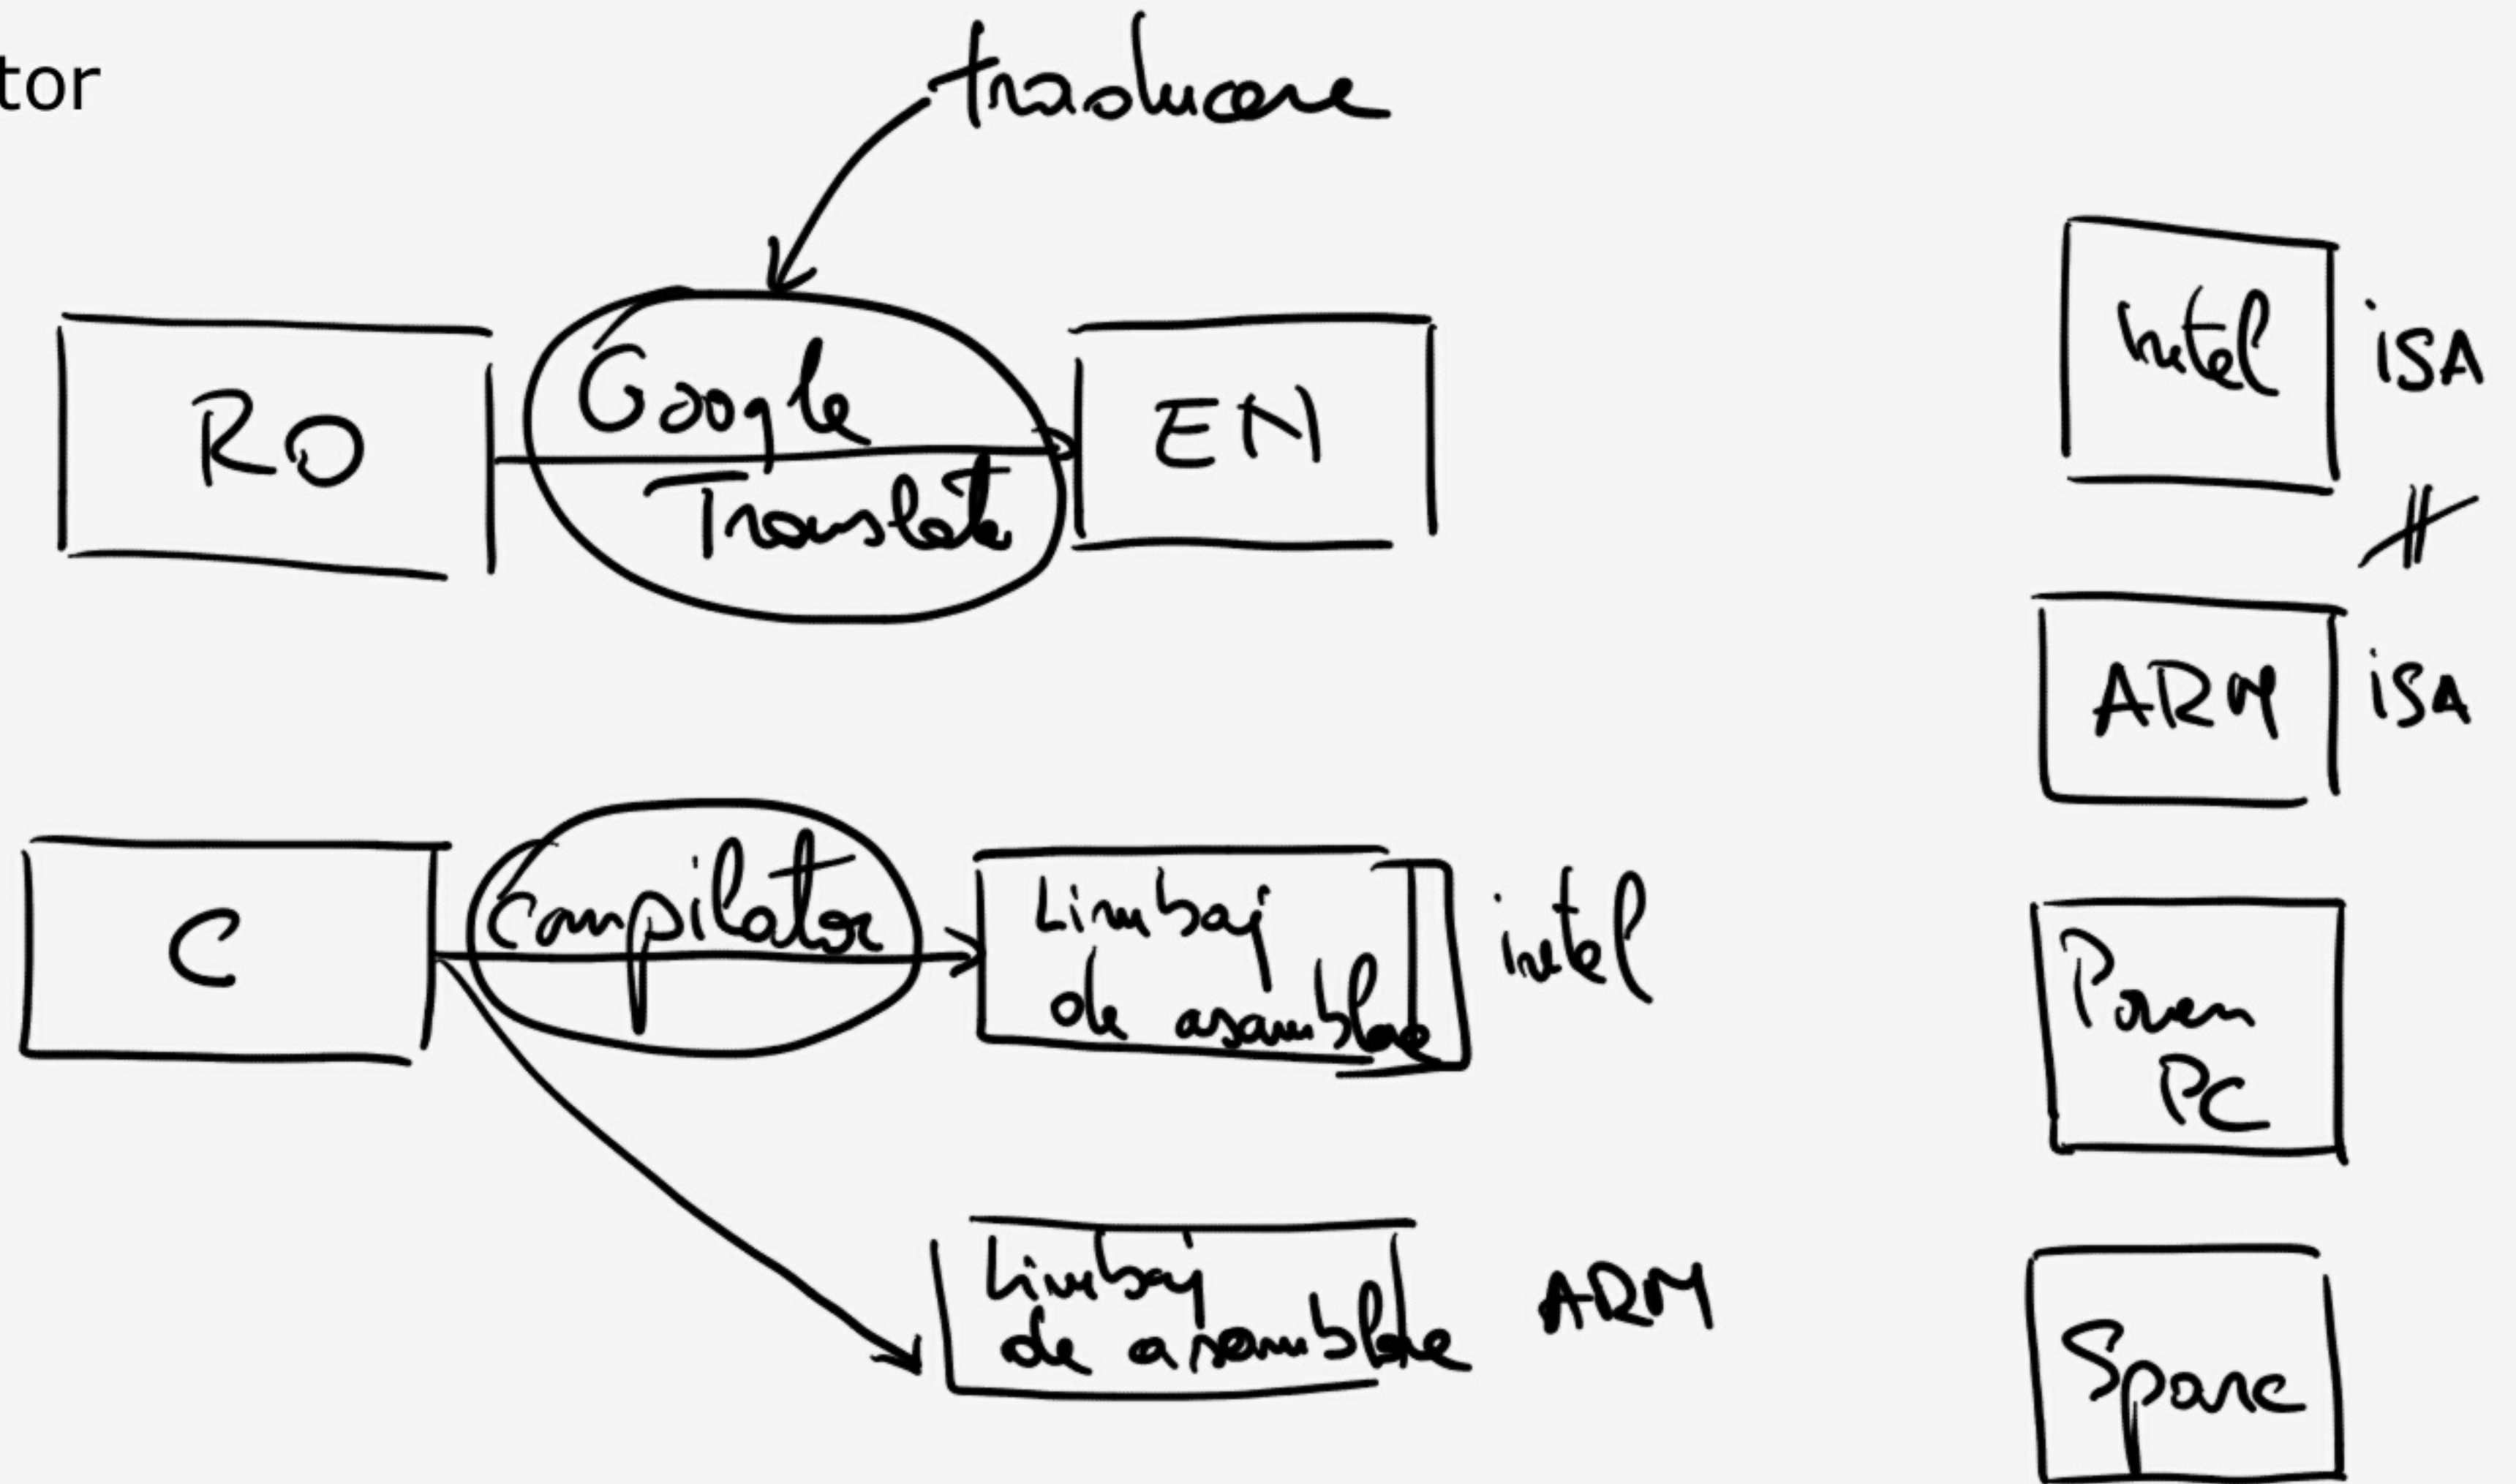 tor
traducere
RO
Google
Translate
EN
C
Compilator
Limbaj
de asamblare
intel
Limbaj
de asamblare
ARM
Intel
iSA
ARM
iSA
Power
PC
Sparc